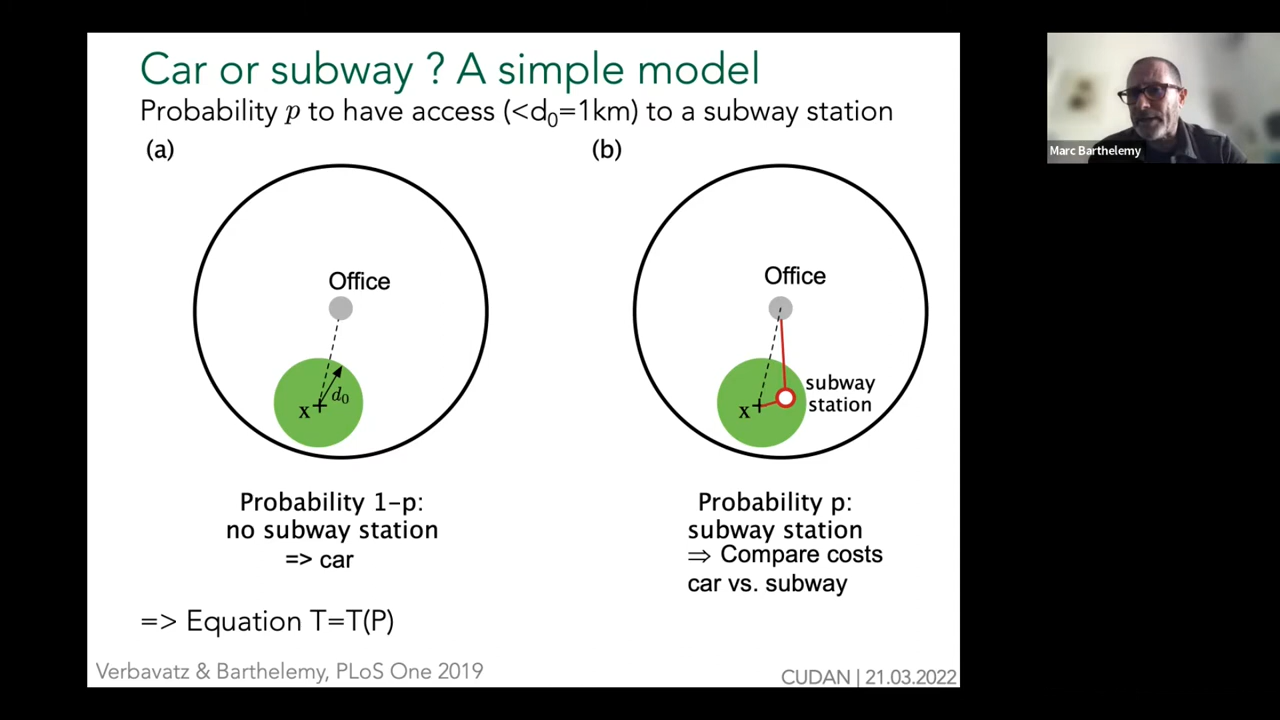 Car or subway ? A simple model
Probability p to have access (<d₀=1km) to a subway station
(a)
Office
x
d₀
Probability 1-p:
no subway station
=> car
(b)
Office
subway
station
x
Probability p:
subway station
⇒ Compare costs
car vs. subway
=> Equation T=T(P)
Verbavatz & Barthelemy, PLoS One 2019
CUDAN | 21.03.2022
Marc Barthelemy